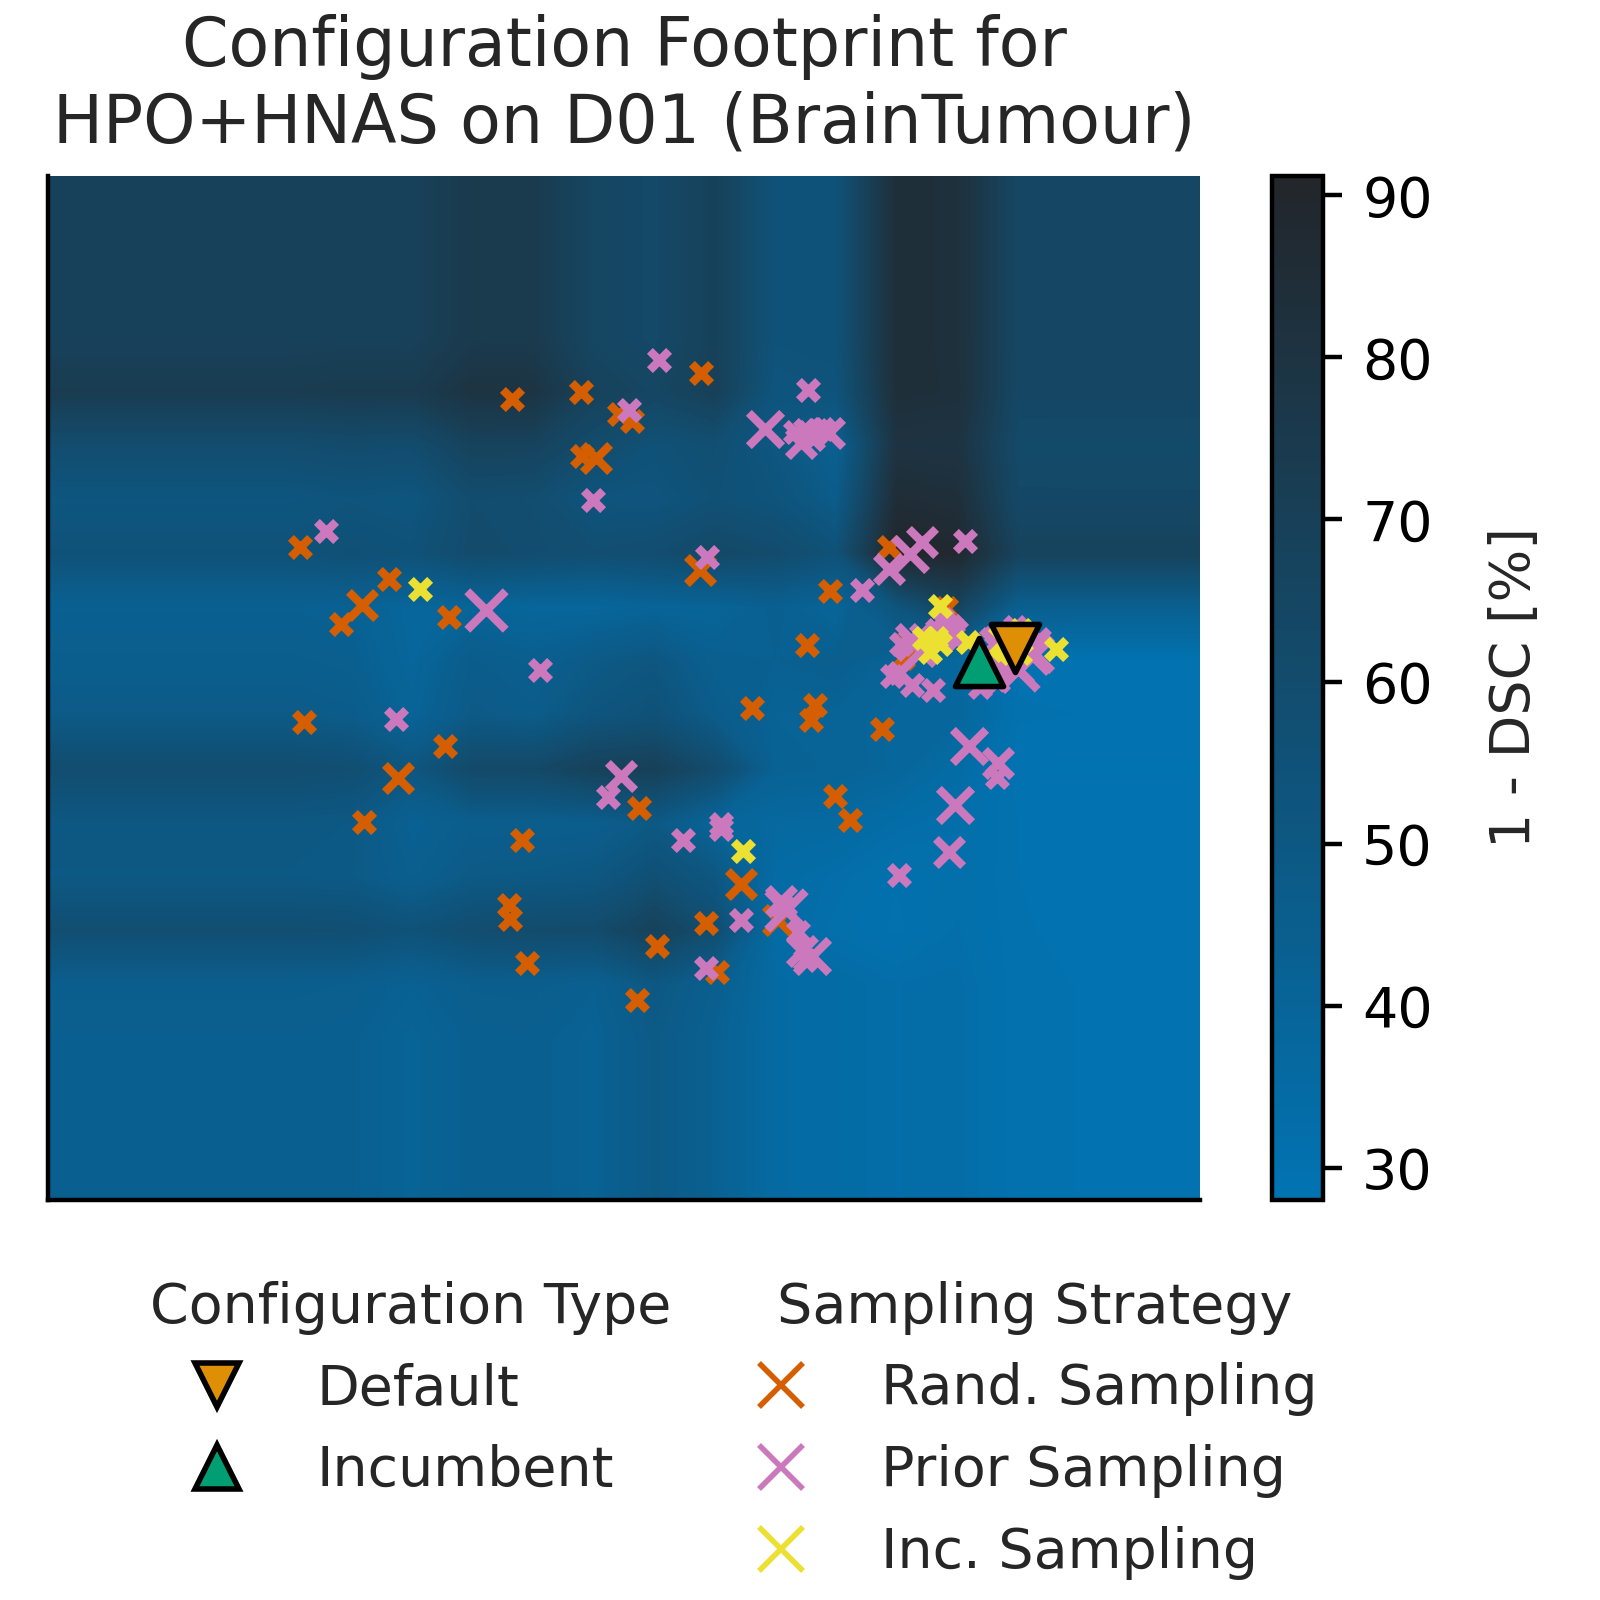 Configuration Footprint for
HPO+HNAS on D01 (BrainTumour)
90
80
70
60
50
40
30
1 - DSC [%]
Configuration Type
Default
Incumbent
Sampling Strategy
Rand. Sampling
Prior Sampling
Inc. Sampling